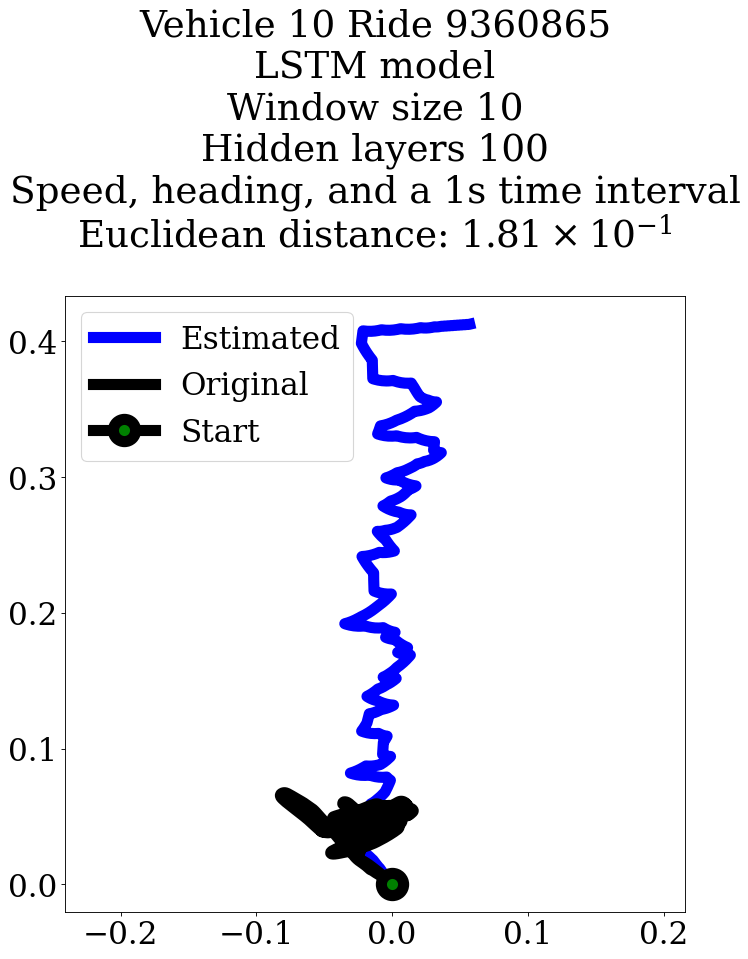 Vehicle 10 Ride 9360865
LSTM model
Window size 10
Hidden layers 100
Speed, heading, and a 1s time interval
Euclidean distance: 1.81 × 10⁻¹
Estimated
Original
Start
0.4
0.3
0.2
0.1
0.0
−0.2 −0.1 0.0 0.1 0.2